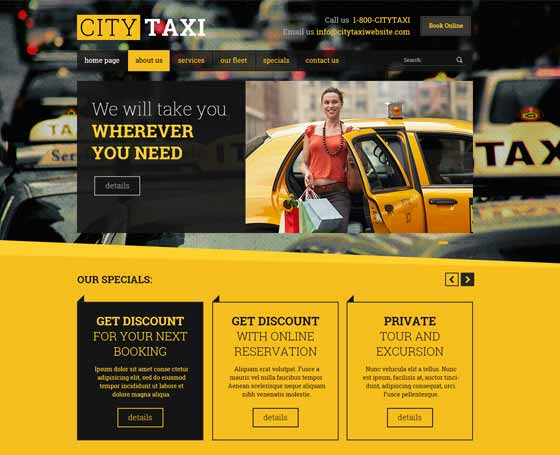 CITY TAXI
Call us 1-800-CITYTAXI
Email us info@citytaxiwebsite.com
Book Online
home page about us services our fleet specials contact us Search:
We will take you
WHEREVER
YOU NEED
details
TAXI
TAX
OUR SPECIALS:
GET DISCOUNT
FOR YOUR NEXT
BOOKING
Ipsum dolor sit amet conse ctetur
adipisicing elit, sed do eiusmod
tempor incididunt ut labore et
dolore magna aliqua.
details
GET DISCOUNT
WITH ONLINE
RESERVATION
Aliquam erat volutpat. Fusce a
mauris vel nulla faucibus tempos
Aenean scelerisque neque aliquam
sibh venenatis molestie.
details
PRIVATE
TOUR AND
EXCURSION
Nunc velucula elit a tellus. Nunc
est ipsum, facilisis at, auctor tinci-
dunt, adipiscing consequat, orci.
Fusce pellentesque.
details